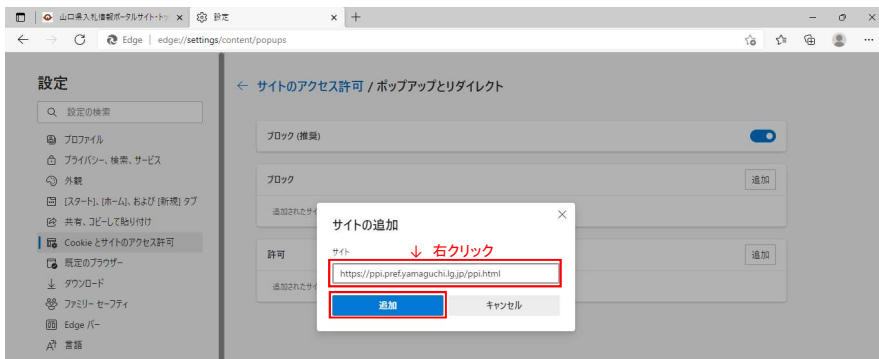 山口県入札情報ポータルサイト・トッ
設定
Edge | edge://settings/content/popups
設定
設定の検索
プロファイル
プライバシー、検索、サービス
外観
[スタート]、[ホーム]、および [新規] タブ
共有、コピーして貼り付け
Cookie とサイトのアクセス許可
既定のブラウザー
ダウンロード
ファミリー セーフティ
Edge バー
言語
サイトのアクセス許可 / ポップアップとリダイレクト
ブロック (推奨)
ブロック
追加
追加されたサイ
許可
追加
追加されたサイ
サイトの追加
サイト
↓ 右クリック
https://ppi.pref.yamaguchi.lg.jp/ppi.html
追加
キャンセル